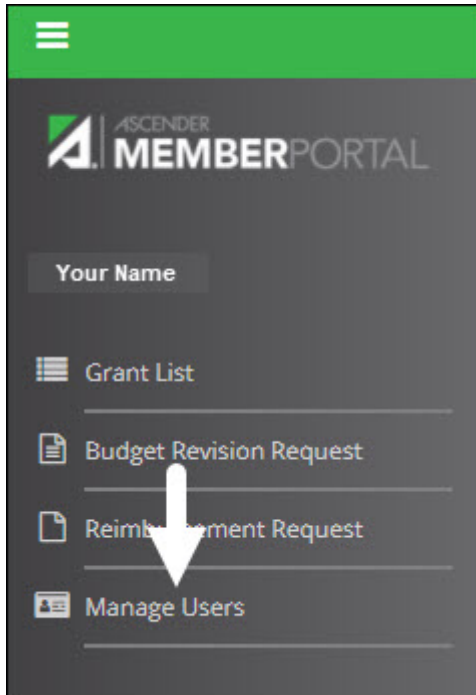 ASCENDER
MEMBERPORTAL
Your Name
Grant List
Budget Revision Request
Request
Manage Users